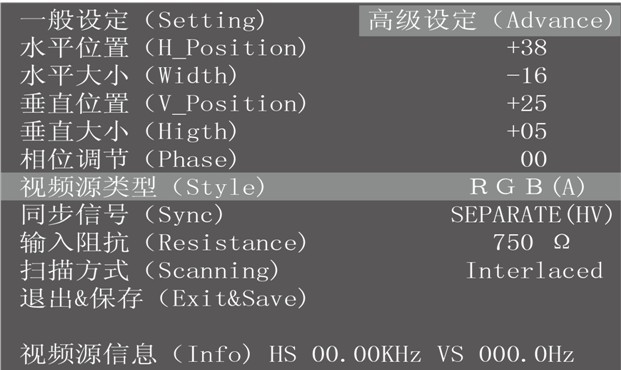 一般设定（Setting) 高级设定（Advance)
水平位置（H_Position) +38
水平大小（Width) -16
垂直位置（V_Position) +25
垂直大小（Higth) +05
相位调节（Phase) 00
视频源类型（Style) RGB(A)
同步信号（Sync) SEPARATE(HV)
输入阻抗（Resistance) 750 Ω
扫描方式（Scanning) Interlaced
退出&保存（Exit&Save)
视频源信息（Info) HS 00.00KHz VS 000.0Hz